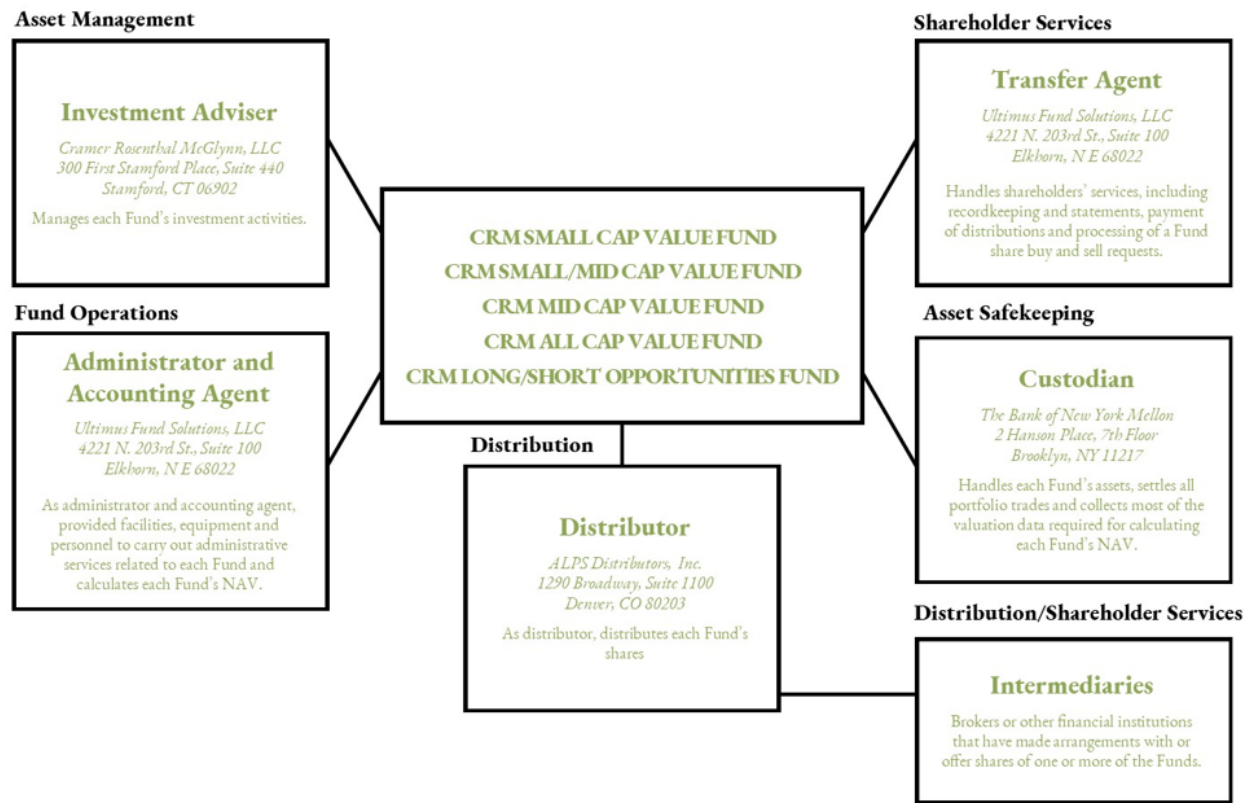 Asset Management
Investment Adviser
Cramer Rosenthal McGlynn, LLC
300 First Stamford Place, Suite 440
Stamford, CT 06902
Manages each Fund's investment activities.
Shareholder Services
Transfer Agent
Ultimus Fund Solutions, LLC
4221 N. 203rd St., Suite 100
Elkhorn, N E 68022
Handles shareholders' services, including
recordkeeping and statements, payment
of distributions and processing of a Fund
share buy and sell requests.
CRM SMALL CAP VALUE FUND
CRM SMALL/MID CAP VALUE FUND
CRM MID CAP VALUE FUND
CRM ALL CAP VALUE FUND
CRM LONG/SHORT OPPORTUNITIES FUND
Fund Operations
Administrator and
Accounting Agent
Ultimus Fund Solutions, LLC
4221 N. 203rd St., Suite 100
Elkhorn, N E 68022
As administrator and accounting agent,
provided facilities, equipment and
personnel to carry out administrative
services related to each Fund and
calculates each Fund's NAV.
Asset Safekeeping
Custodian
The Bank of New York Mellon
2 Hanson Place, 7th Floor
Brooklyn, NY 11217
Handles each Fund's assets, settles all
portfolio trades and collects most of the
valuation data required for calculating
each Fund's NAV.
Distribution
Distributor
ALPS Distributors, Inc.
1290 Broadway, Suite 1100
Denver, CO 80203
As distributor, distributes each Fund's
shares
Distribution/Shareholder Services
Intermediaries
Brokers or other financial institutions
that have made arrangements with or
offer shares of one or more of the Funds.